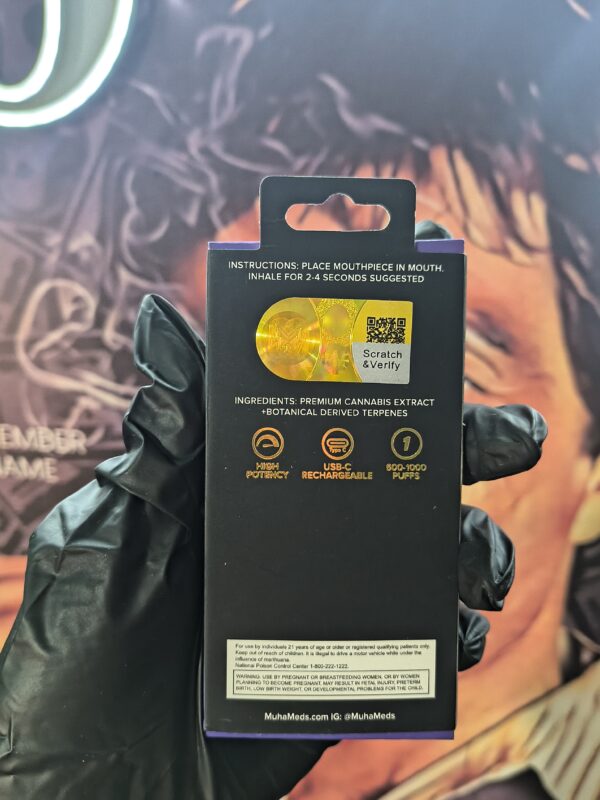 INSTRUCTIONS: PLACE MOUTHPIECE IN MOUTH.
INHALE FOR 2-4 SECONDS SUGGESTED
Scratch
&Verify
INGREDIENTS: PREMIUM CANNABIS EXTRACT
+BOTANICAL DERIVED TERPENES
HIGH
POTENCY
Type C
USB-C
RECHARGEABLE
1
600-1000
PUFFS
EMBER
NAME
For use by individuals 21 years of age or older or registered qualifying patients only.
Keep out of reach of children. It is illegal to drive a motor vehicle while under the
influence of marihuana.
National Poison Control Center 1-800-222-1222.
WARNING: USE BY PREGNANT OR BREASTFEEDING WOMEN, OR BY WOMEN
PLANNING TO BECOME PREGNANT, MAY RESULT IN FETAL INJURY, PRETERM
BIRTH, LOW BIRTH WEIGHT, OR DEVELOPMENTAL PROBLEMS FOR THE CHILD.
MuhaMeds.com IG: @MuhaMeds